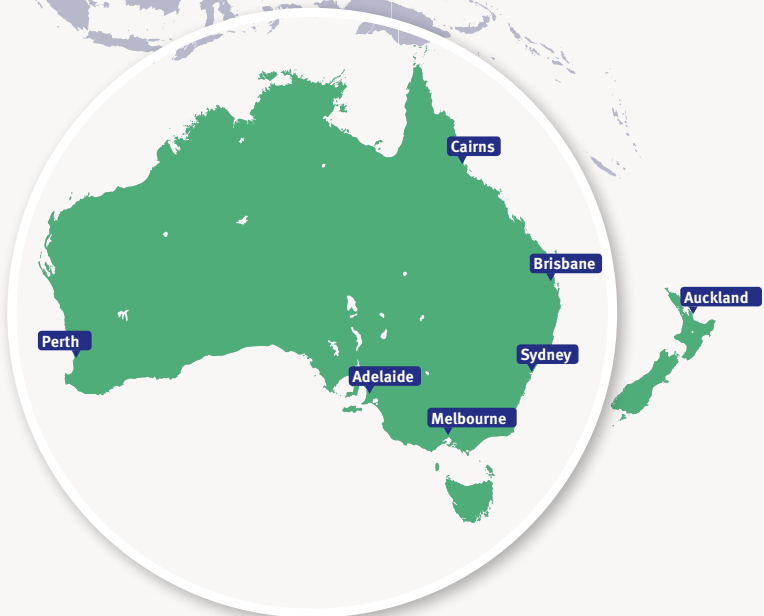 Cairns
Brisbane
Auckland
Perth
Sydney
Adelaide
Melbourne